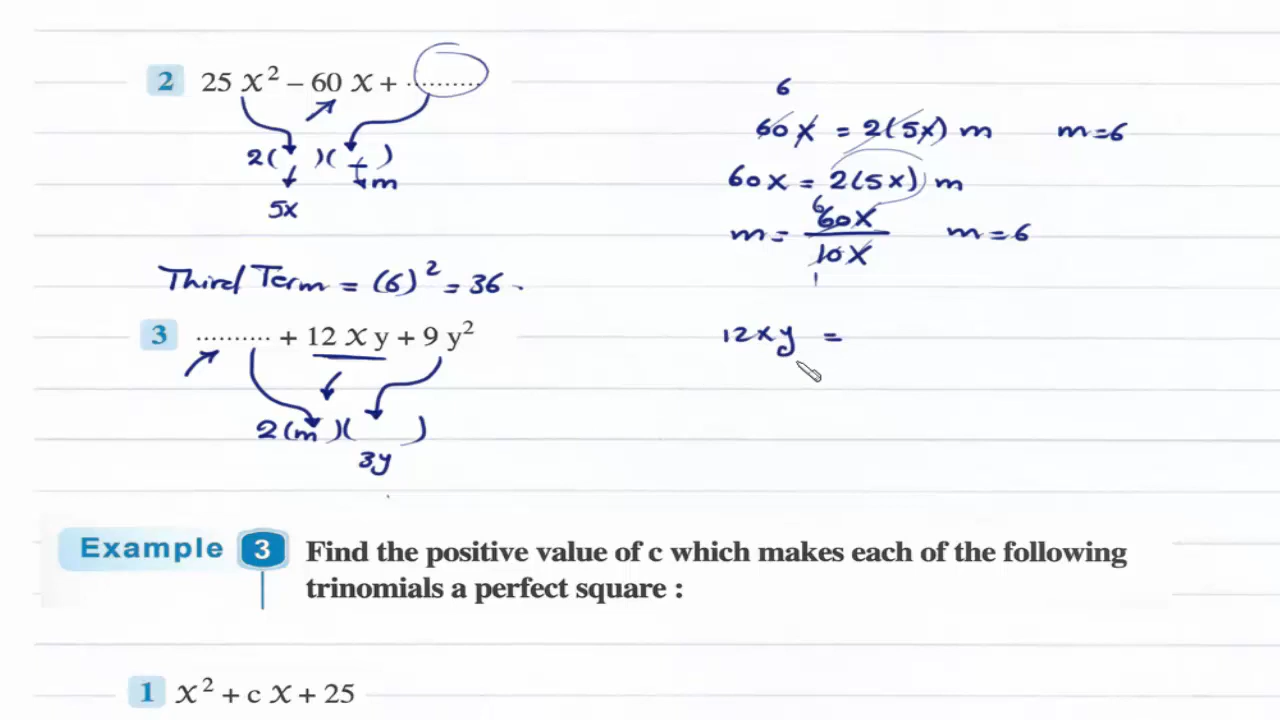 2 25 x² – 60 x + ..........
2( )( )
m
5x
Third Term = (6)² = 36 .
3 .......... + 12 x y + 9 y²
2(m )( )
3y
6
60x = 2(5x) m m=6
60x = 2(5x) m
m = 6 60x / 10x 1 m = 6
12xy =
Example 3 Find the positive value of c which makes each of the following
trinomials a perfect square :
1 x² + c x + 25